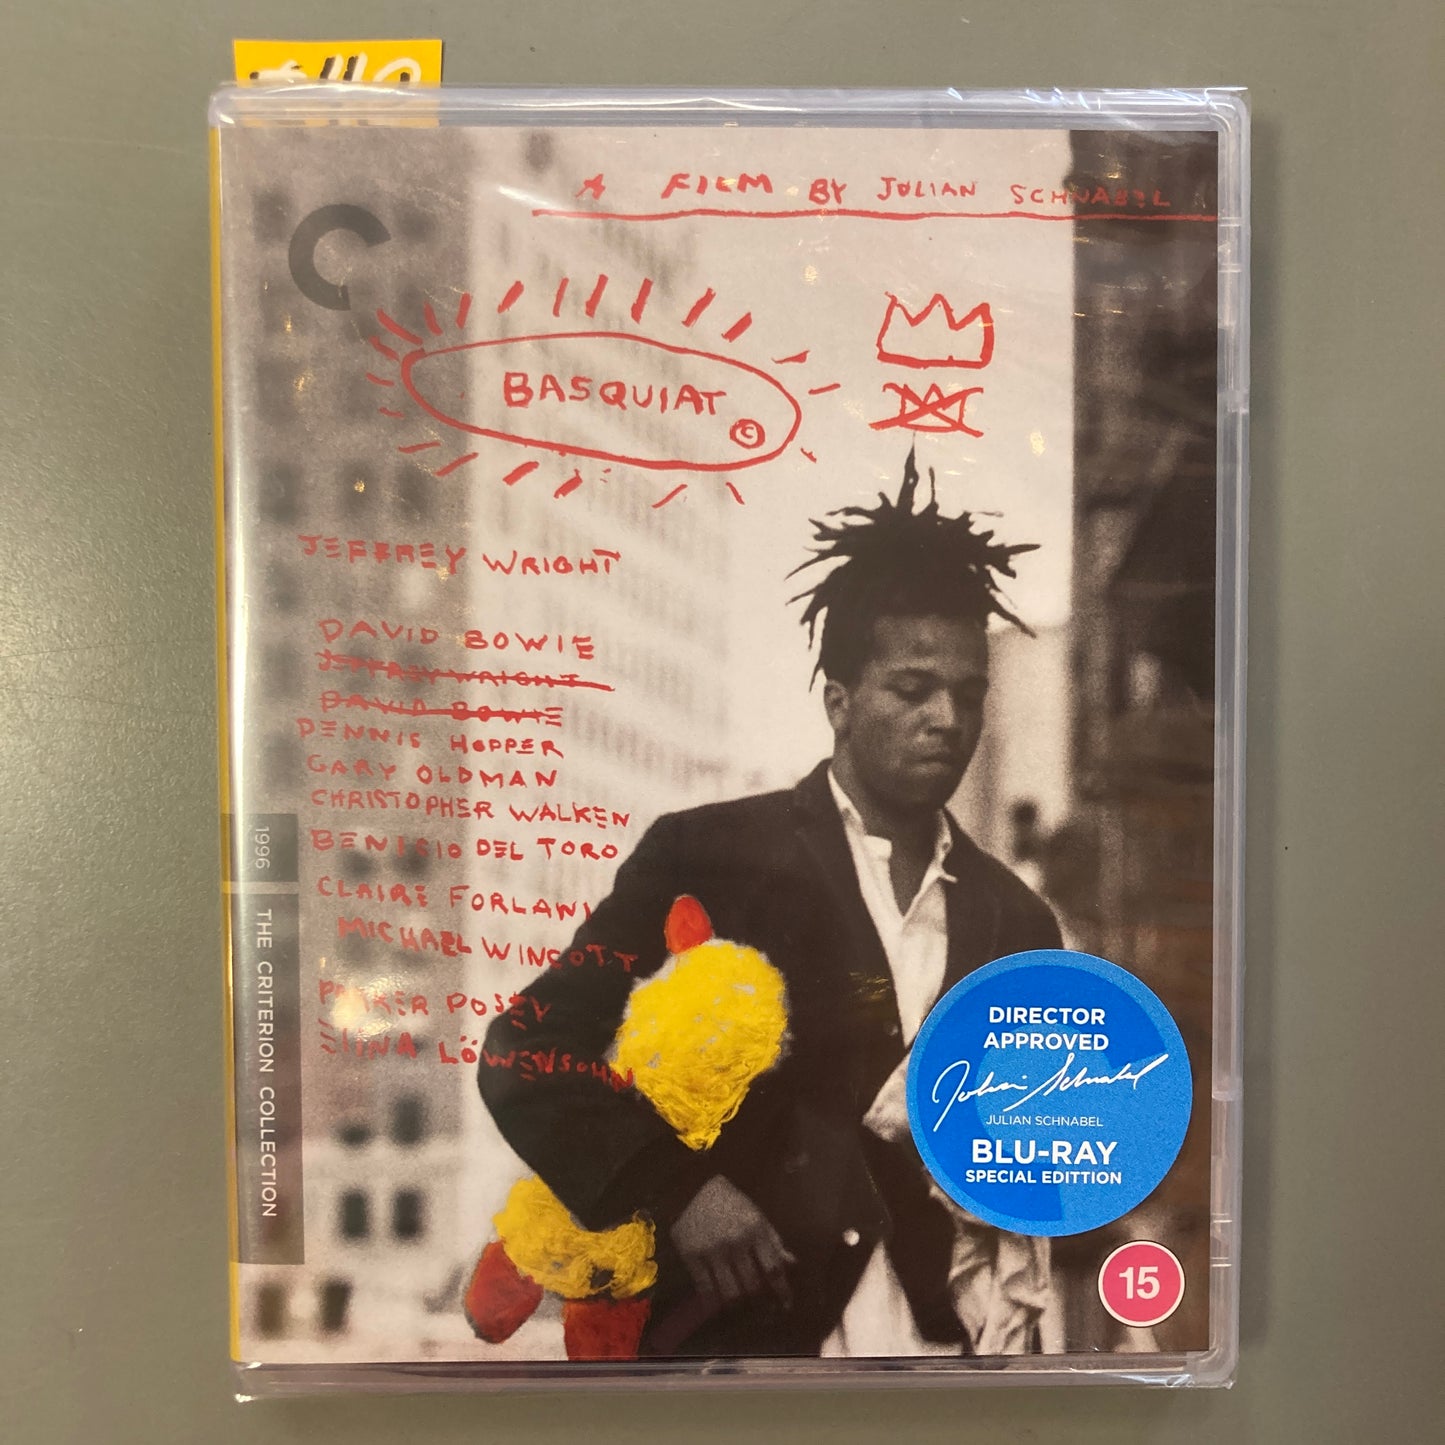 A FILM BY JULIAN SCHNABEL
BASQUIAT
©
JEFFREY WRIGHT
DAVID BOWIE
JEFFREY WRIGHT
DAVID BOWIE
DENNIS HOPPER
GARY OLDMAN
CHRISTOPHER WALKEN
BENICIO DEL TORO
CLAIRE FORLANI
MICHAEL WINCOTT
PARKER POSEY
ELINA LÖWENSOHN
1996
THE CRITERION COLLECTION
DIRECTOR
APPROVED
Julian Schnabel
JULIAN SCHNABEL
BLU-RAY
SPECIAL EDITION
15